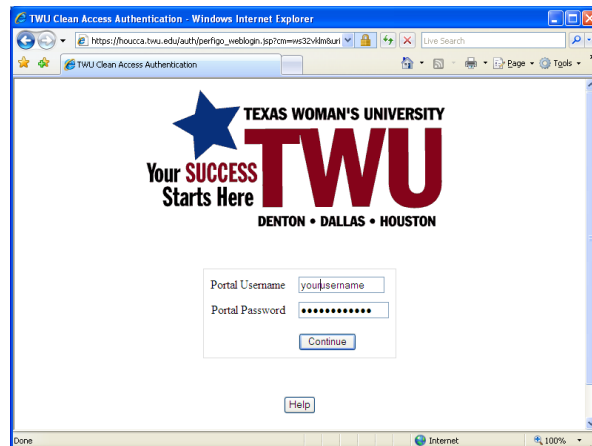 TWU Clean Access Authentication - Windows Internet Explorer
https://houcca.twu.edu/auth/perfigo_weblogin.jsp?cm=ws32vklm&uri
Live Search
TWU Clean Access Authentication
Page
Tools
TEXAS WOMAN'S UNIVERSITY
Your SUCCESS
Starts Here
TWU
DENTON • DALLAS • HOUSTON
Portal Username yourusername
Portal Password ••••••••••••
Continue
Help
Done
Internet
100%